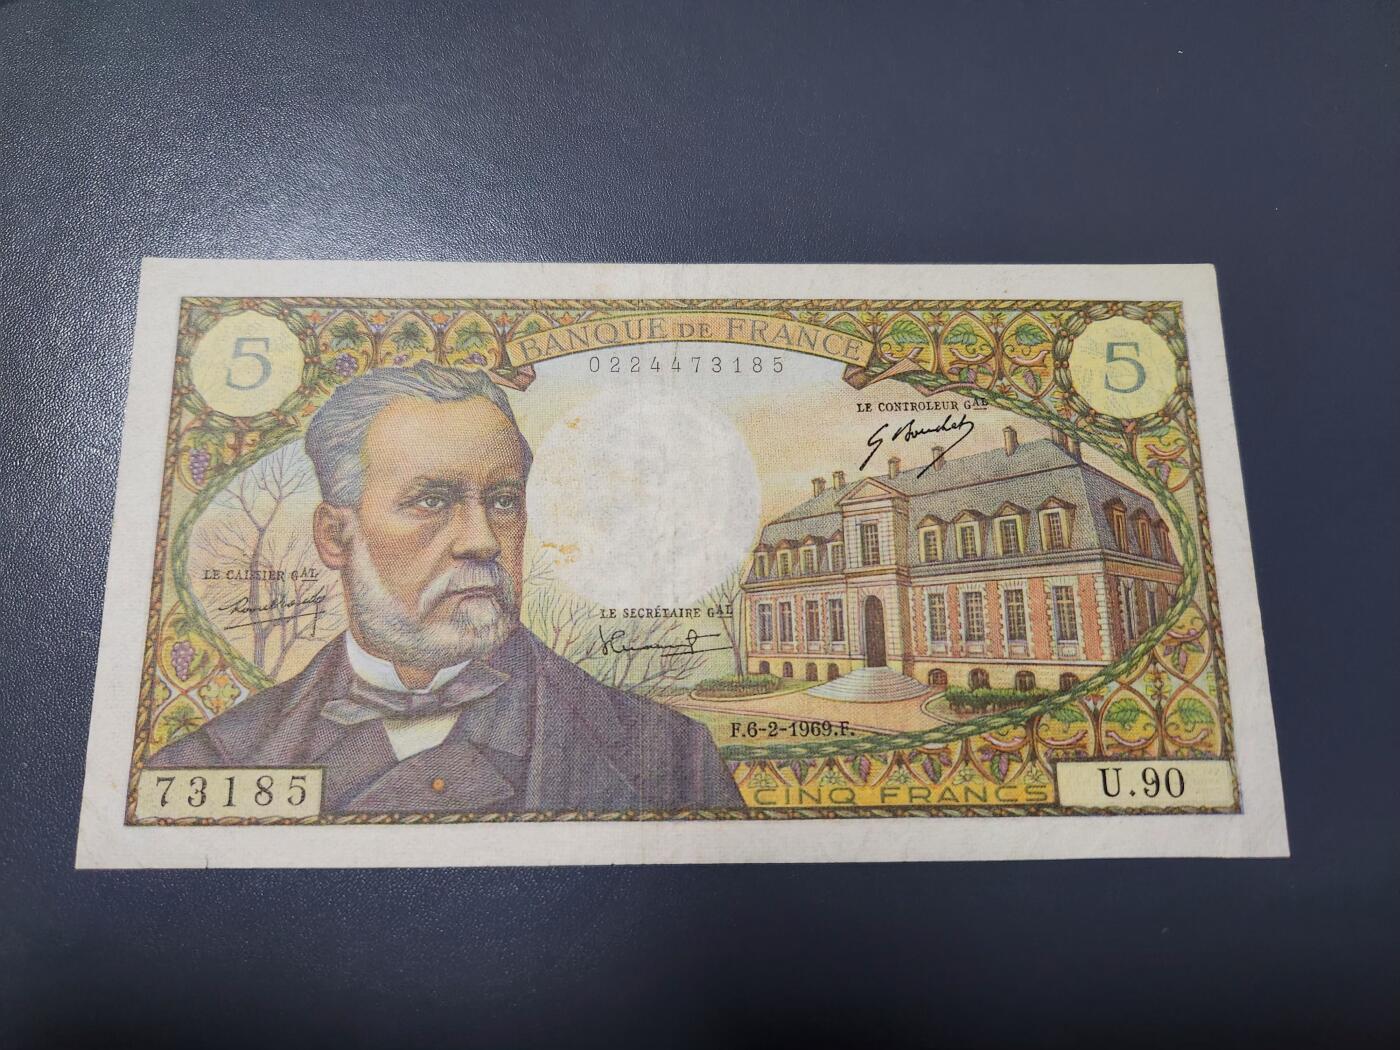 BANQUE DE FRANCE
0224473185
5
5
LE CONTROLEUR GAL
G Bouchet
LE CAISSIER GAL
LE SECRÉTAIRE GAL
F.6-2-1969.F.
73185
CINQ FRANCS
U.90